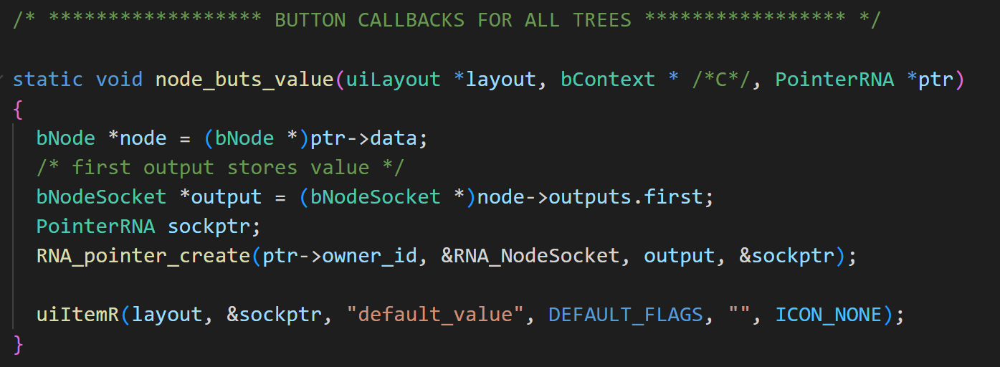 /* ****************** BUTTON CALLBACKS FOR ALL TREES ***************** */
static void node_buts_value(uiLayout *layout, bContext * /*C*/, PointerRNA *ptr)
{
bNode *node = (bNode *)ptr->data;
/* first output stores value */
bNodeSocket *output = (bNodeSocket *)node->outputs.first;
PointerRNA sockptr;
RNA_pointer_create(ptr->owner_id, &RNA_NodeSocket, output, &sockptr);
uiItemR(layout, &sockptr, "default_value", DEFAULT_FLAGS, "", ICON_NONE);
}